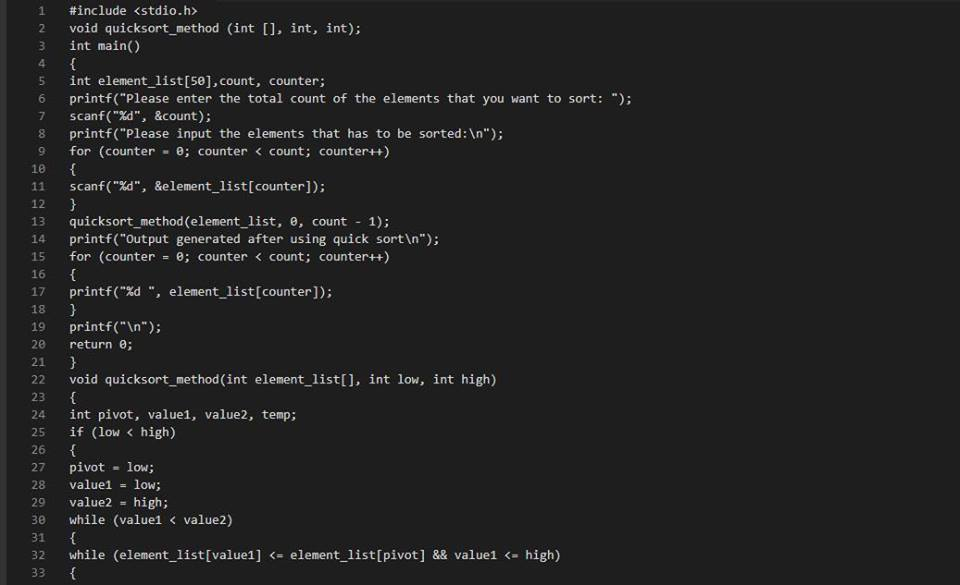 1 #include <stdio.h>
2 void quicksort_method (int [], int, int);
3 int main()
4 {
5 int element_list[50],count, counter;
6 printf("Please enter the total count of the elements that you want to sort: ");
7 scanf("%d", &count);
8 printf("Please input the elements that has to be sorted:\n");
9 for (counter = 0; counter < count; counter++)
10 {
11 scanf("%d", &element_list[counter]);
12 }
13 quicksort_method(element_list, 0, count - 1);
14 printf("Output generated after using quick sort\n");
15 for (counter = 0; counter < count; counter++)
16 {
17 printf("%d ", element_list[counter]);
18 }
19 printf("\n");
20 return 0;
21 }
22 void quicksort_method(int element_list[], int low, int high)
23 {
24 int pivot, value1, value2, temp;
25 if (low < high)
26 {
27 pivot = low;
28 value1 = low;
29 value2 = high;
30 while (value1 < value2)
31 {
32 while (element_list[value1] <= element_list[pivot] && value1 <= high)
33 {